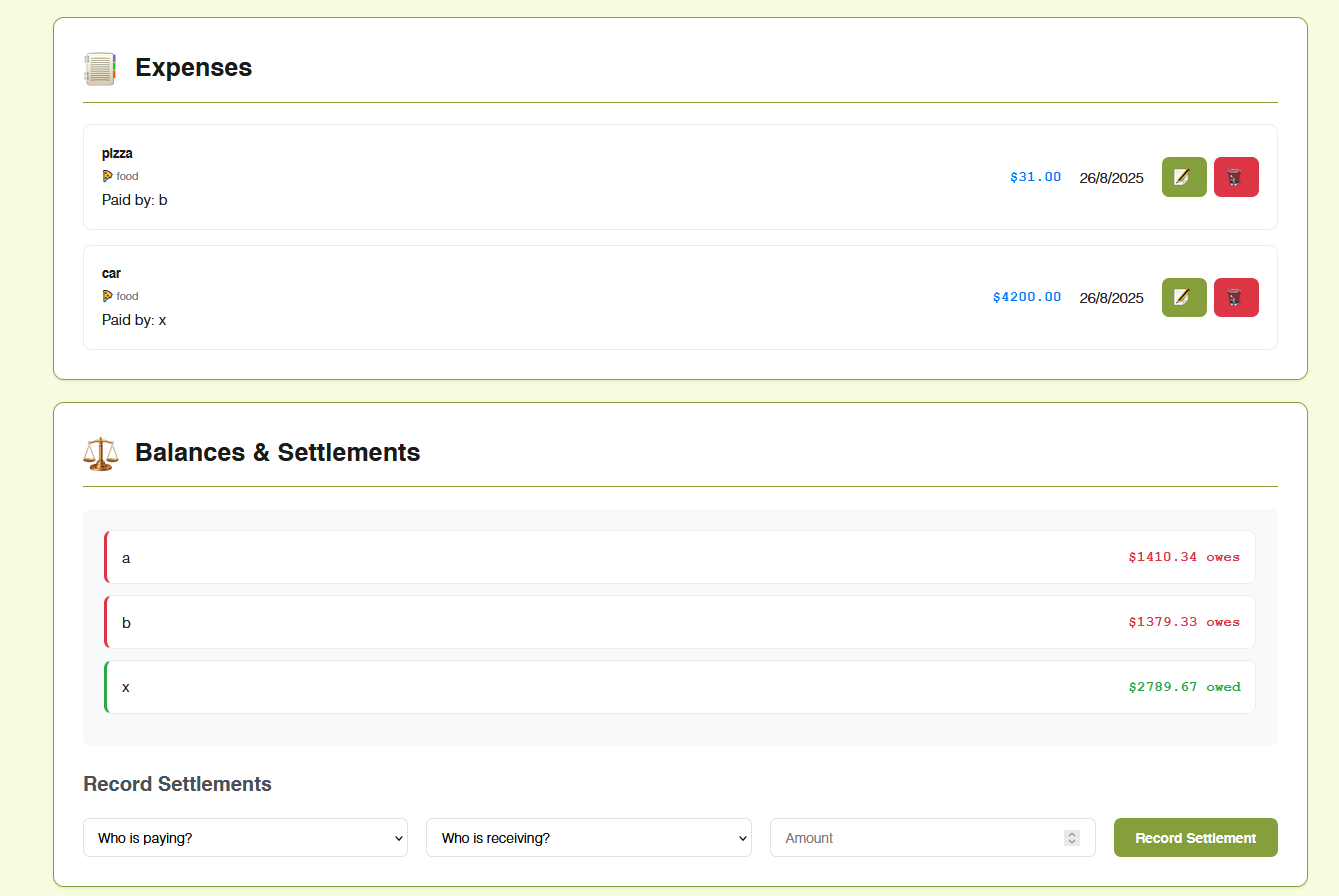 Expenses
pizza
food
Paid by: b
$31.00
26/8/2025
car
food
Paid by: x
$4200.00
26/8/2025
Balances & Settlements
a
$1410.34 owes
b
$1379.33 owes
x
$2789.67 owed
Record Settlements
Who is paying?
Who is receiving?
Amount
Record Settlement